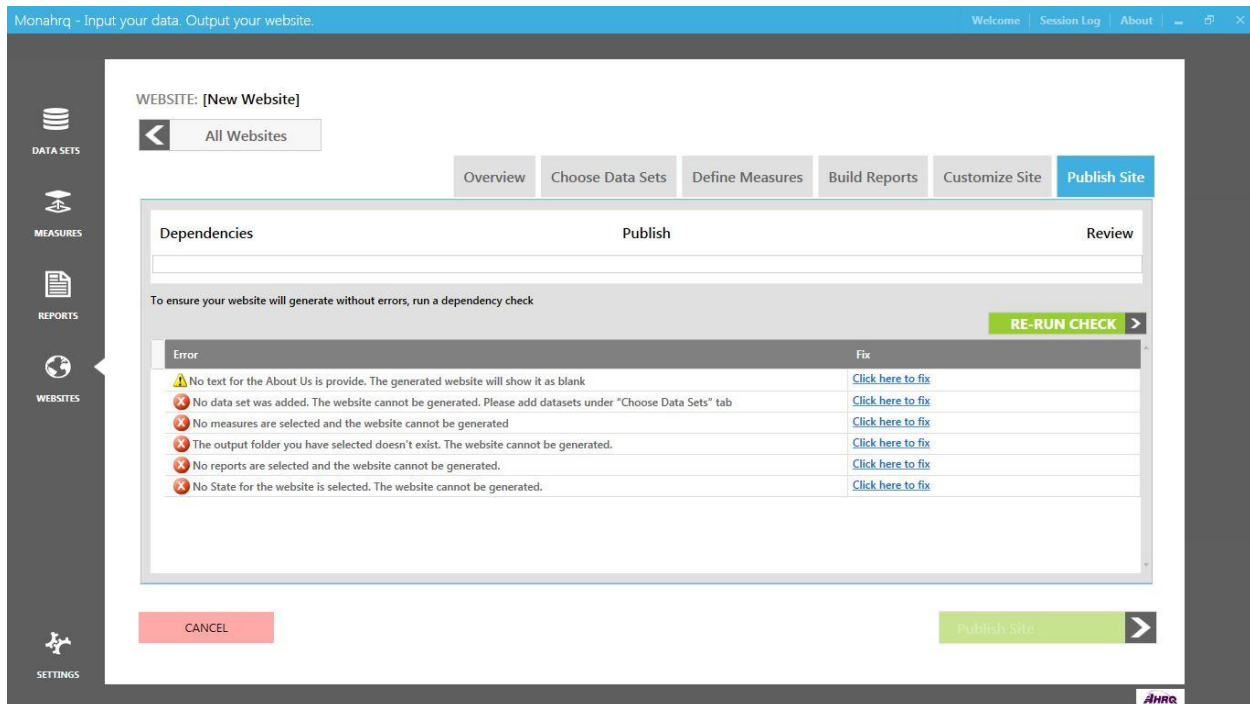 Monahrq - Input your data. Output your website.
Welcome | Session Log | About
WEBSITE: [New Website]
All Websites
DATA SETS
MEASURES
REPORTS
WEBSITES
SETTINGS
Overview
Choose Data Sets
Define Measures
Build Reports
Customize Site
Publish Site
Dependencies
Publish
Review
To ensure your website will generate without errors, run a dependency check
RE-RUN CHECK
Error
Fix
No text for the About Us is provide. The generated website will show it as blank
Click here to fix
No data set was added. The website cannot be generated. Please add datasets under "Choose Data Sets" tab
Click here to fix
No measures are selected and the website cannot be generated
Click here to fix
The output folder you have selected doesn't exist. The website cannot be generated.
Click here to fix
No reports are selected and the website cannot be generated.
Click here to fix
No State for the website is selected. The website cannot be generated.
Click here to fix
CANCEL
Publish Site
AHRQ